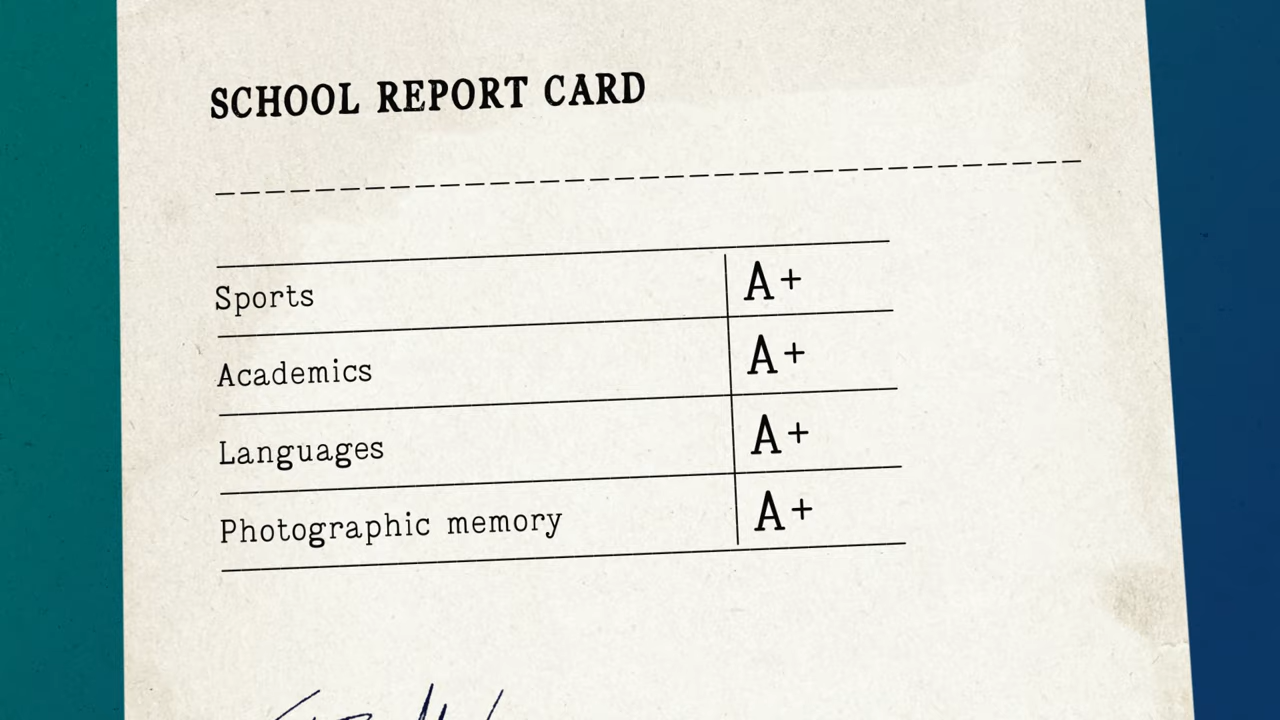 SCHOOL REPORT CARD
Sports A+
Academics A+
Languages A+
Photographic memory A+